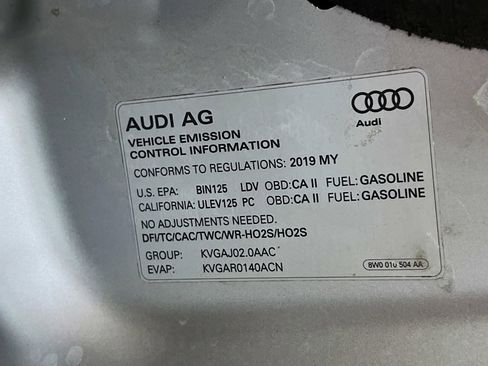 AUDI AG
Audi
VEHICLE EMISSION
CONTROL INFORMATION
CONFORMS TO REGULATIONS: 2019 MY
U.S. EPA: BIN125 LDV OBD:CA II FUEL:GASOLINE
CALIFORNIA: ULEV125 PC OBD:CA II FUEL:GASOLINE
NO ADJUSTMENTS NEEDED.
DFI/TC/CAC/TWC/WR-HO2S/HO2S
GROUP: KVGAJ02.0AAC
EVAP: KVGAR0140ACN
8W0 010 504 AA